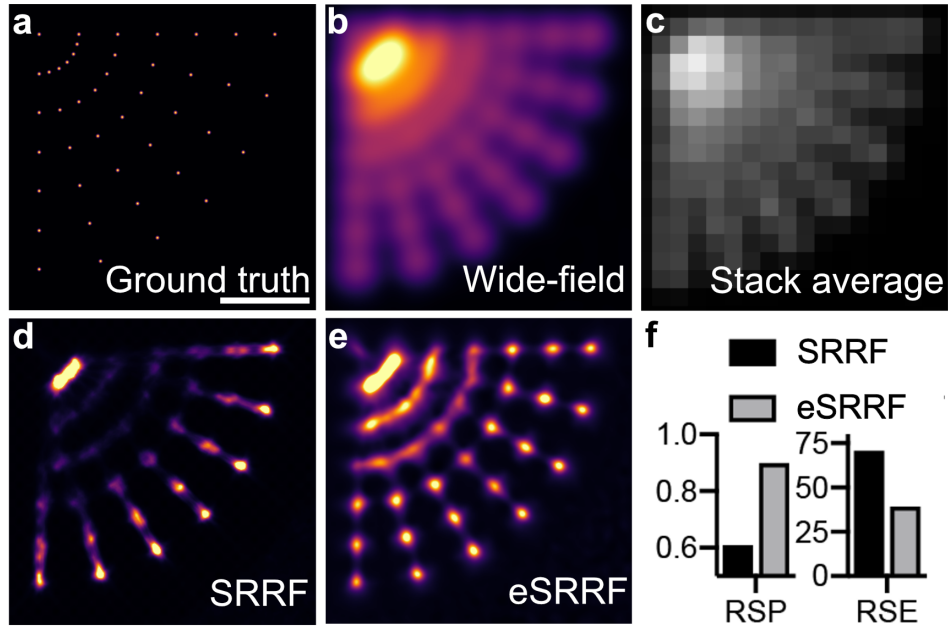 a
Ground truth
b
Wide-field
c
Stack average
d
SRRF
e
eSRRF
f
SRRF
eSRRF
1.0
0.8
0.6
RSP
75
50
25
0
RSE